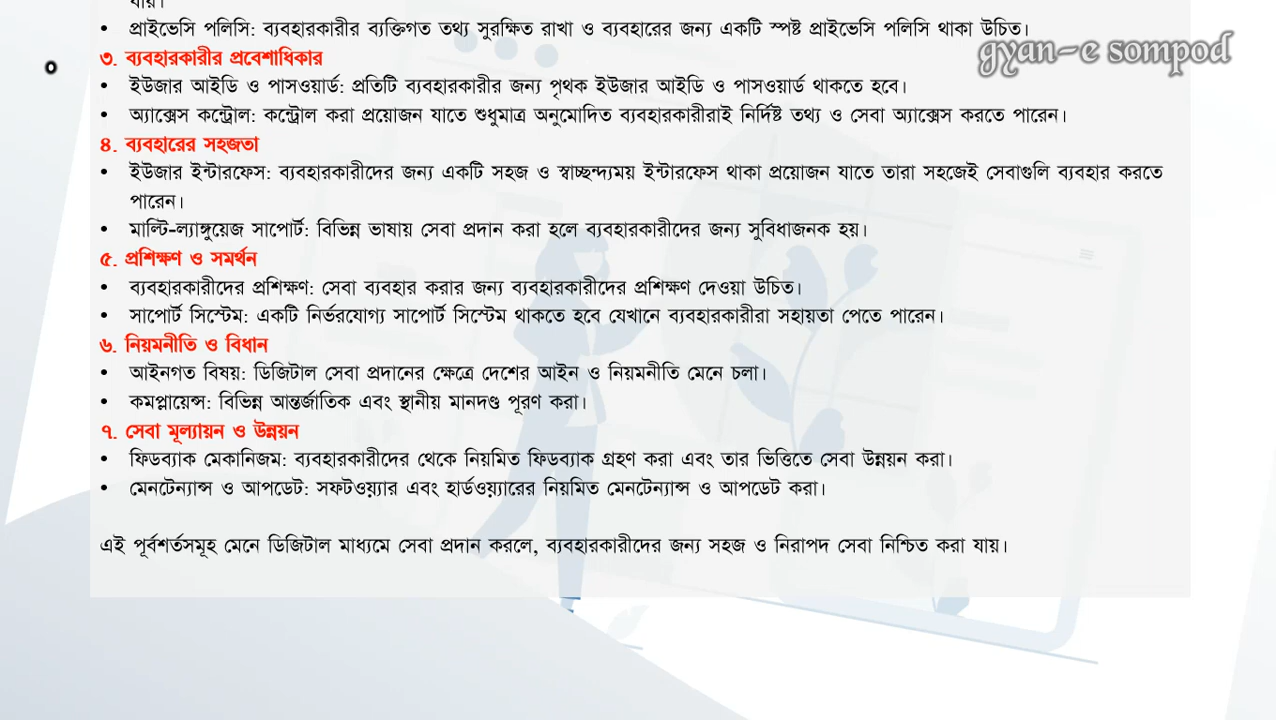 যায়।
• প্রাইভেসি পলিসি: ব্যবহারকারীর ব্যক্তিগত তথ্য সুরক্ষিত রাখা ও ব্যবহারের জন্য একটি স্পষ্ট প্রাইভেসি পলিসি থাকা উচিত।
gyan-e sompod
৩. ব্যবহারকারীর প্রবেশাধিকার
• ইউজার আইডি ও পাসওয়ার্ড: প্রতিটি ব্যবহারকারীর জন্য পৃথক ইউজার আইডি ও পাসওয়ার্ড থাকতে হবে।
• অ্যাক্সেস কন্ট্রোল: কন্ট্রোল করা প্রয়োজন যাতে শুধুমাত্র অনুমোদিত ব্যবহারকারীরাই নির্দিষ্ট তথ্য ও সেবা অ্যাক্সেস করতে পারেন।
৪. ব্যবহারের সহজতা
• ইউজার ইন্টারফেস: ব্যবহারকারীদের জন্য একটি সহজ ও স্বাচ্ছন্দ্যময় ইন্টারফেস থাকা প্রয়োজন যাতে তারা সহজেই সেবাগুলি ব্যবহার করতে
পারেন।
• মাল্টি-ল্যাঙ্গুয়েজ সাপোর্ট: বিভিন্ন ভাষায় সেবা প্রদান করা হলে ব্যবহারকারীদের জন্য সুবিধাজনক হয়।
৫. প্রশিক্ষণ ও সমর্থন
• ব্যবহারকারীদের প্রশিক্ষণ: সেবা ব্যবহার করার জন্য ব্যবহারকারীদের প্রশিক্ষণ দেওয়া উচিত।
• সাপোর্ট সিস্টেম: একটি নির্ভরযোগ্য সাপোর্ট সিস্টেম থাকতে হবে যেখানে ব্যবহারকারীরা সহায়তা পেতে পারেন।
৬. নিয়মনীতি ও বিধান
• আইনগত বিষয়: ডিজিটাল সেবা প্রদানের ক্ষেত্রে দেশের আইন ও নিয়মনীতি মেনে চলা।
• কমপ্লায়েন্স: বিভিন্ন আন্তর্জাতিক এবং স্থানীয় মানদণ্ড পূরণ করা।
৭. সেবা মূল্যায়ন ও উন্নয়ন
• ফিডব্যাক মেকানিজম: ব্যবহারকারীদের থেকে নিয়মিত ফিডব্যাক গ্রহণ করা এবং তার ভিত্তিতে সেবা উন্নয়ন করা।
• মেনটেন্যান্স ও আপডেট: সফটওয়্যার এবং হার্ডওয়্যারের নিয়মিত মেনটেন্যান্স ও আপডেট করা।
এই পূর্বশর্তসমূহ মেনে ডিজিটাল মাধ্যমে সেবা প্রদান করলে, ব্যবহারকারীদের জন্য সহজ ও নিরাপদ সেবা নিশ্চিত করা যায়।